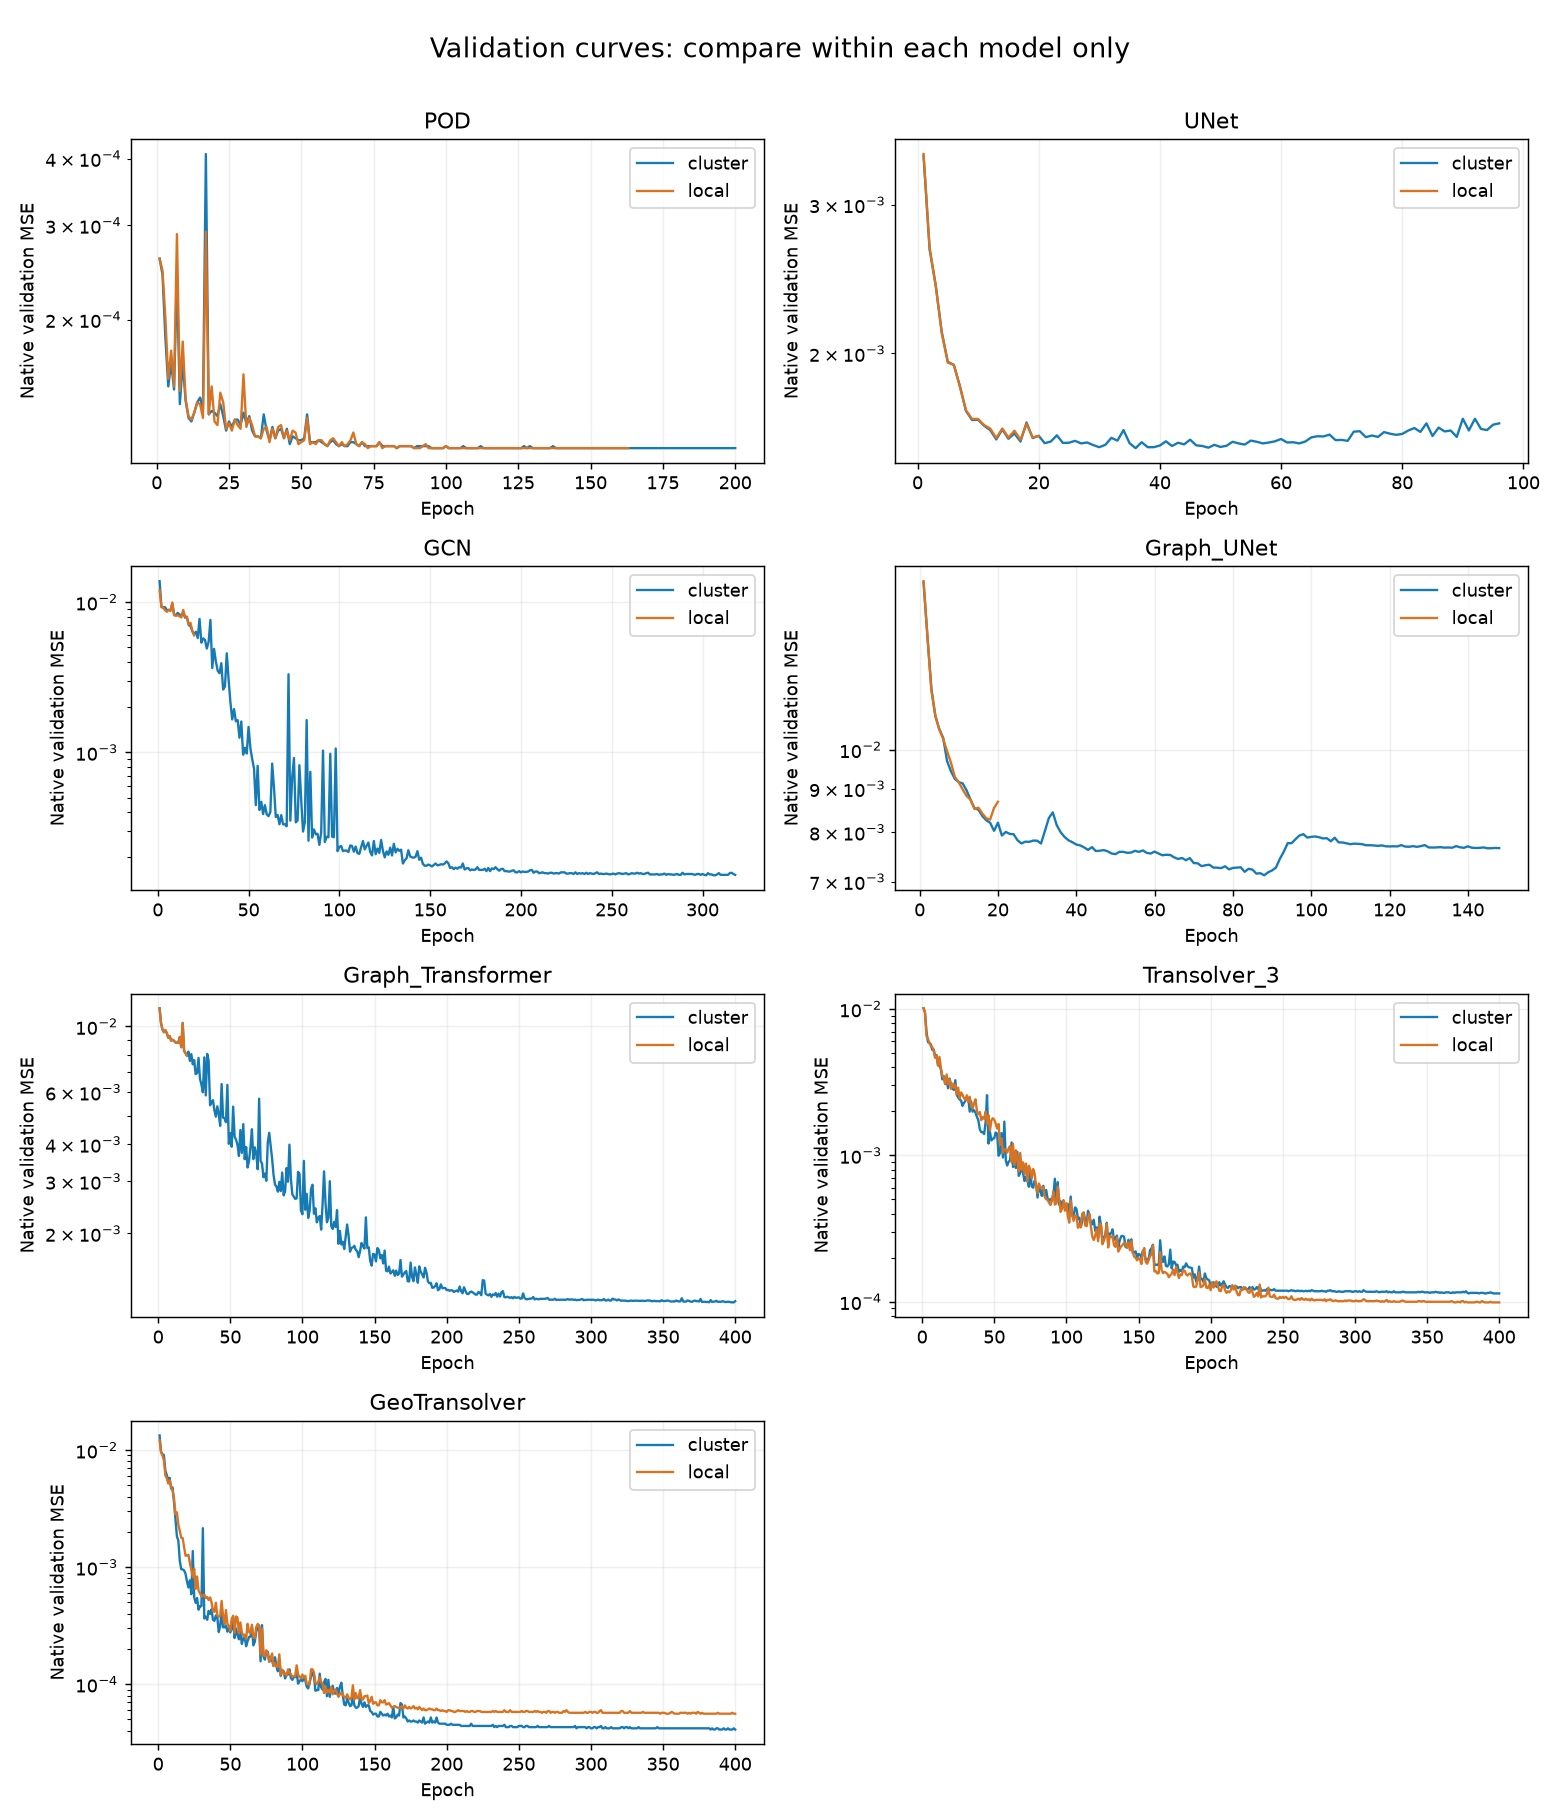 Validation curves: compare within each model only
POD
Native validation MSE
4 × 10⁻⁴
3 × 10⁻⁴
2 × 10⁻⁴
cluster
local
0 25 50 75 100 125 150 175 200
Epoch
UNet
Native validation MSE
3 × 10⁻³
2 × 10⁻³
cluster
local
0 20 40 60 80 100
Epoch
GCN
Native validation MSE
10⁻²
10⁻³
cluster
local
0 50 100 150 200 250 300
Epoch
Graph_UNet
Native validation MSE
10⁻²
9 × 10⁻³
8 × 10⁻³
7 × 10⁻³
cluster
local
0 20 40 60 80 100 120 140
Epoch
Graph_Transformer
Native validation MSE
10⁻²
6 × 10⁻³
4 × 10⁻³
3 × 10⁻³
2 × 10⁻³
cluster
local
0 50 100 150 200 250 300 350 400
Epoch
Transolver_3
Native validation MSE
10⁻²
10⁻³
10⁻⁴
cluster
local
0 50 100 150 200 250 300 350 400
Epoch
GeoTransolver
Native validation MSE
10⁻²
10⁻³
10⁻⁴
cluster
local
0 50 100 150 200 250 300 350 400
Epoch